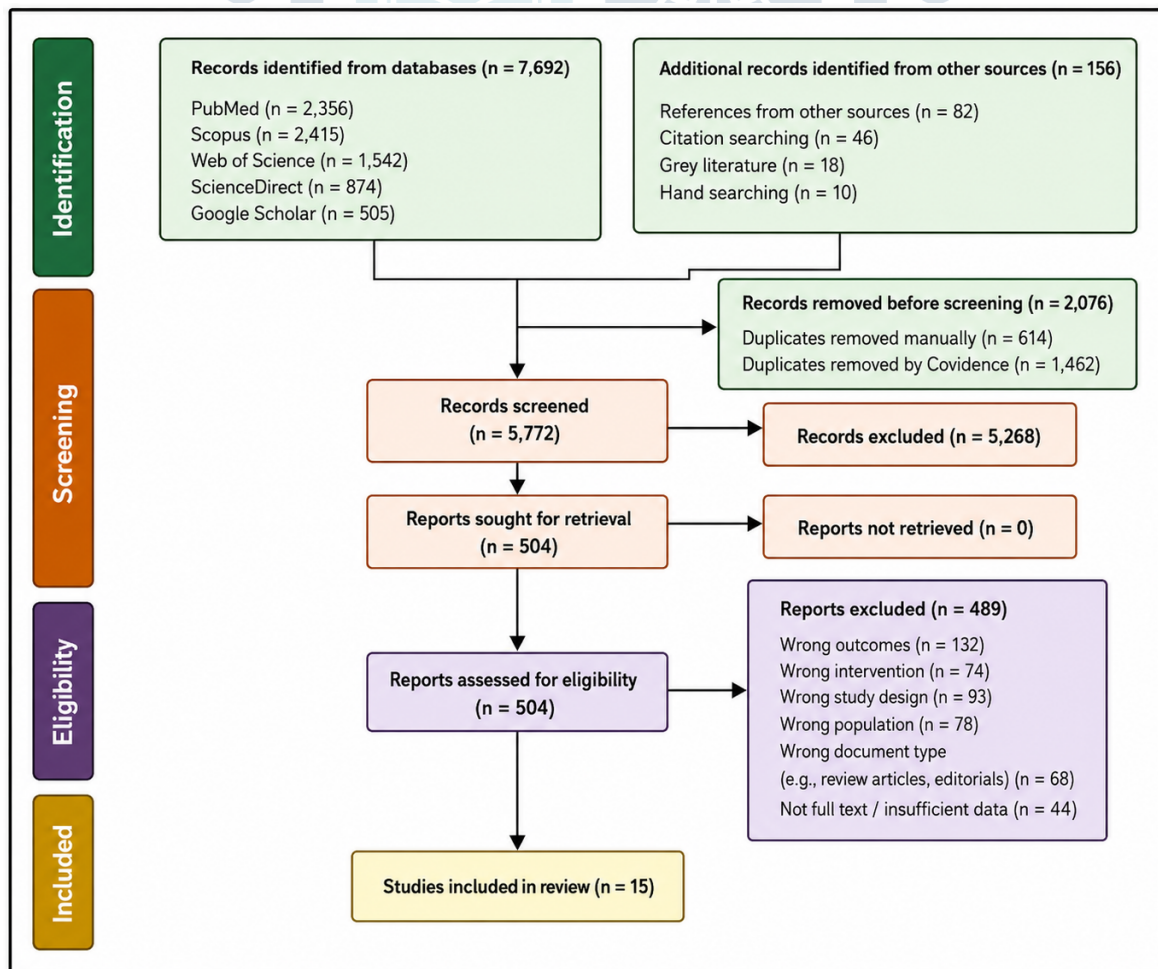 Identification
Records identified from databases (n = 7,692)
PubMed (n = 2,356)
Scopus (n = 2,415)
Web of Science (n = 1,542)
ScienceDirect (n = 874)
Google Scholar (n = 505)
Additional records identified from other sources (n = 156)
References from other sources (n = 82)
Citation searching (n = 46)
Grey literature (n = 18)
Hand searching (n = 10)
Screening
Records removed before screening (n = 2,076)
Duplicates removed manually (n = 614)
Duplicates removed by Covidence (n = 1,462)
Records screened
(n = 5,772)
Records excluded (n = 5,268)
Reports sought for retrieval
(n = 504)
Reports not retrieved (n = 0)
Eligibility
Reports assessed for eligibility
(n = 504)
Reports excluded (n = 489)
Wrong outcomes (n = 132)
Wrong intervention (n = 74)
Wrong study design (n = 93)
Wrong population (n = 78)
Wrong document type
(e.g., review articles, editorials) (n = 68)
Not full text / insufficient data (n = 44)
Included
Studies included in review (n = 15)